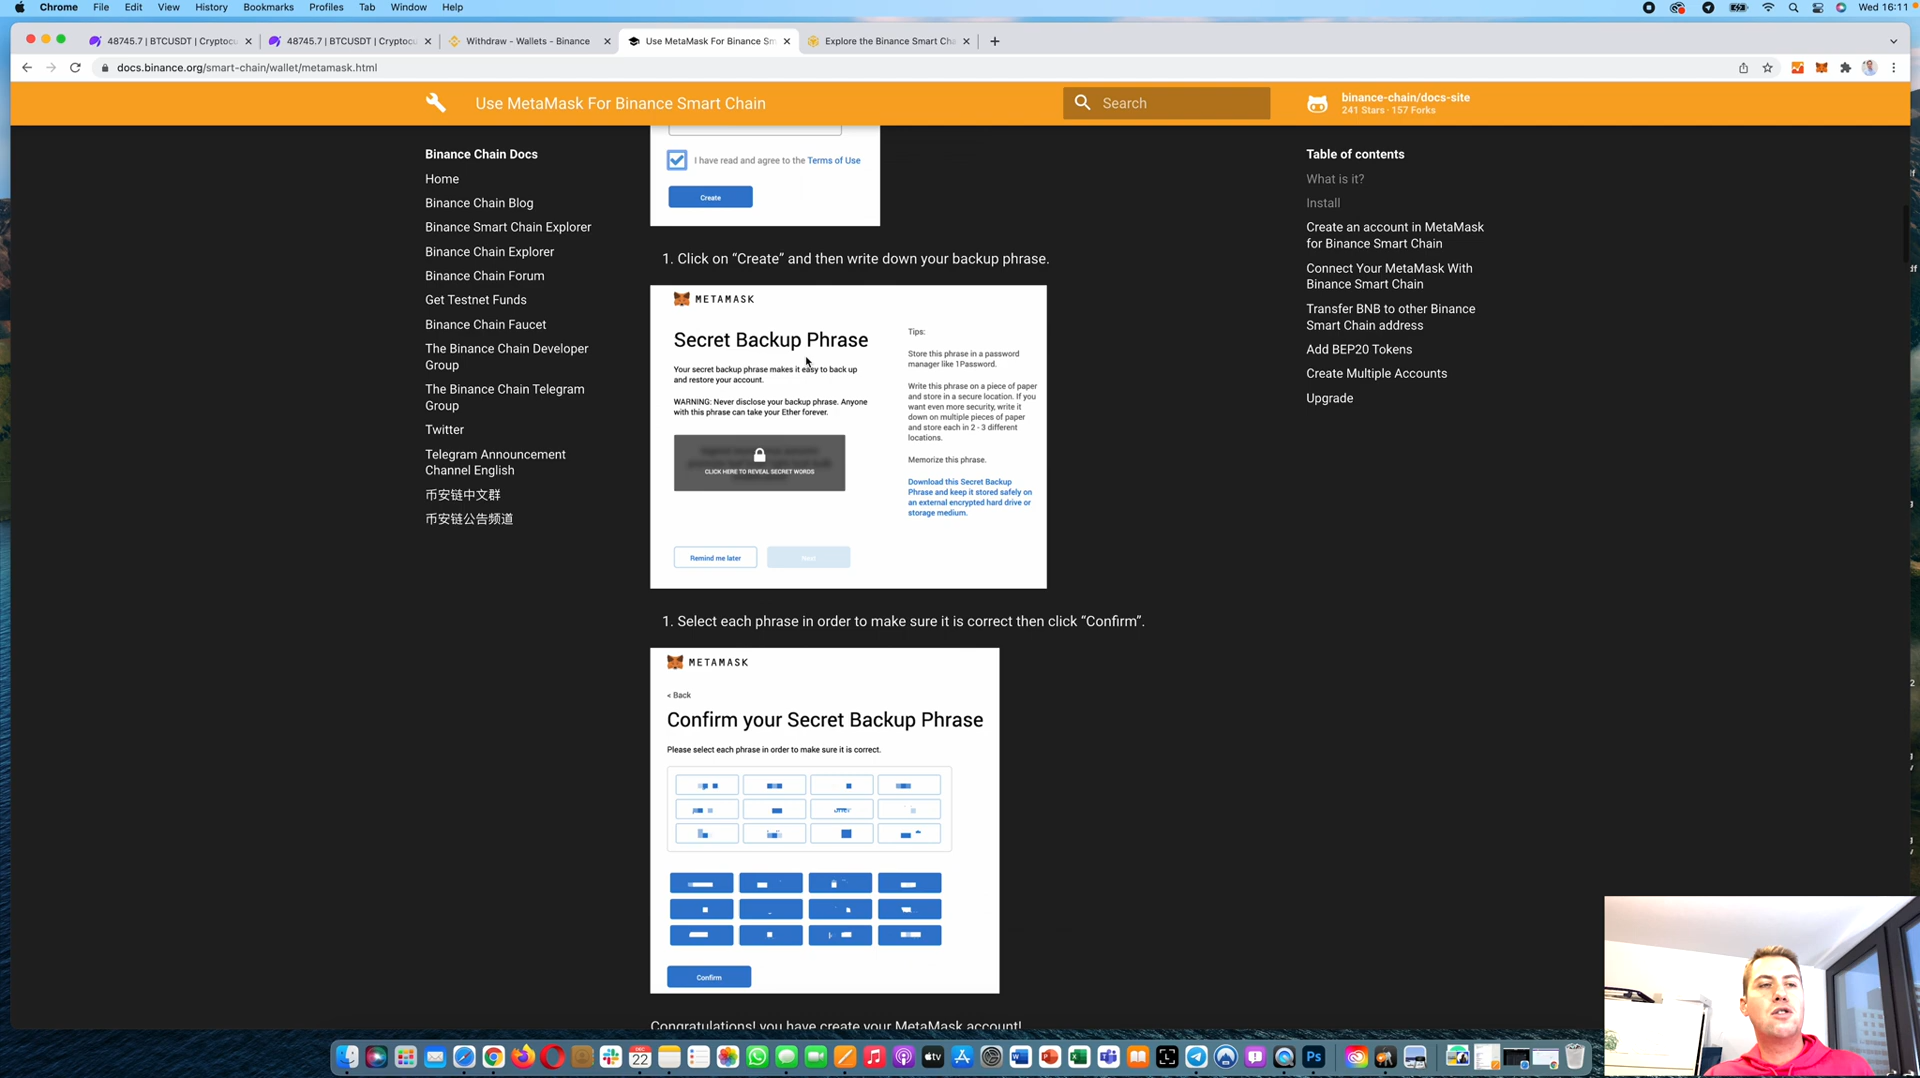 Chrome File Edit View History Bookmarks Profiles Tab Window Help
Wed 16:11
48745.7 | BTCUSDT | Cryptocu
48745.7 | BTCUSDT | Cryptocu
Withdraw - Wallets - Binance
Use MetaMask For Binance Sm
Explore the Binance Smart Cha
docs.binance.org/smart-chain/wallet/metamask.html
Use MetaMask For Binance Smart Chain
Search
binance-chain/docs-site
241 Stars · 157 Forks
Binance Chain Docs
Home
Binance Chain Blog
Binance Smart Chain Explorer
Binance Chain Explorer
Binance Chain Forum
Get Testnet Funds
Binance Chain Faucet
The Binance Chain Developer
Group
The Binance Chain Telegram
Group
Twitter
Telegram Announcement
Channel English
币安链中文群
币安链公告频道
I have read and agree to the Terms of Use
Create
1. Click on “Create” and then write down your backup phrase.
METAMASK
Secret Backup Phrase
Your secret backup phrase makes it easy to back up
and restore your account.
WARNING: Never disclose your backup phrase. Anyone
with this phrase can take your Ether forever.
CLICK HERE TO REVEAL SECRET WORDS
Remind me later
Next
Tips:
Store this phrase in a password
manager like 1Password.
Write this phrase on a piece of paper
and store in a secure location. If you
want even more security, write it
down on multiple pieces of paper
and store each in 2 - 3 different
locations.
Memorize this phrase.
Download this Secret Backup
Phrase and keep it stored safely on
an external encrypted hard drive or
storage medium.
1. Select each phrase in order to make sure it is correct then click “Confirm”.
METAMASK
< Back
Confirm your Secret Backup Phrase
Please select each phrase in order to make sure it is correct.
Confirm
Congratulations! you have create your MetaMask account!
Table of contents
What is it?
Install
Create an account in MetaMask
for Binance Smart Chain
Connect Your MetaMask With
Binance Smart Chain
Transfer BNB to other Binance
Smart Chain address
Add BEP20 Tokens
Create Multiple Accounts
Upgrade
DEC
22
tv
Ps